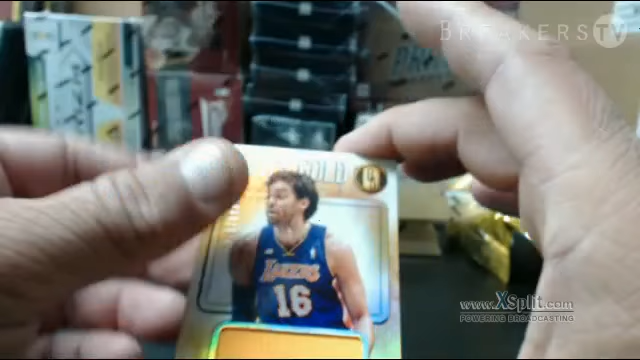 BREAKERSTV
GOLD
LAKERS
16
www.XSplit.com
POWERING BROADCASTING